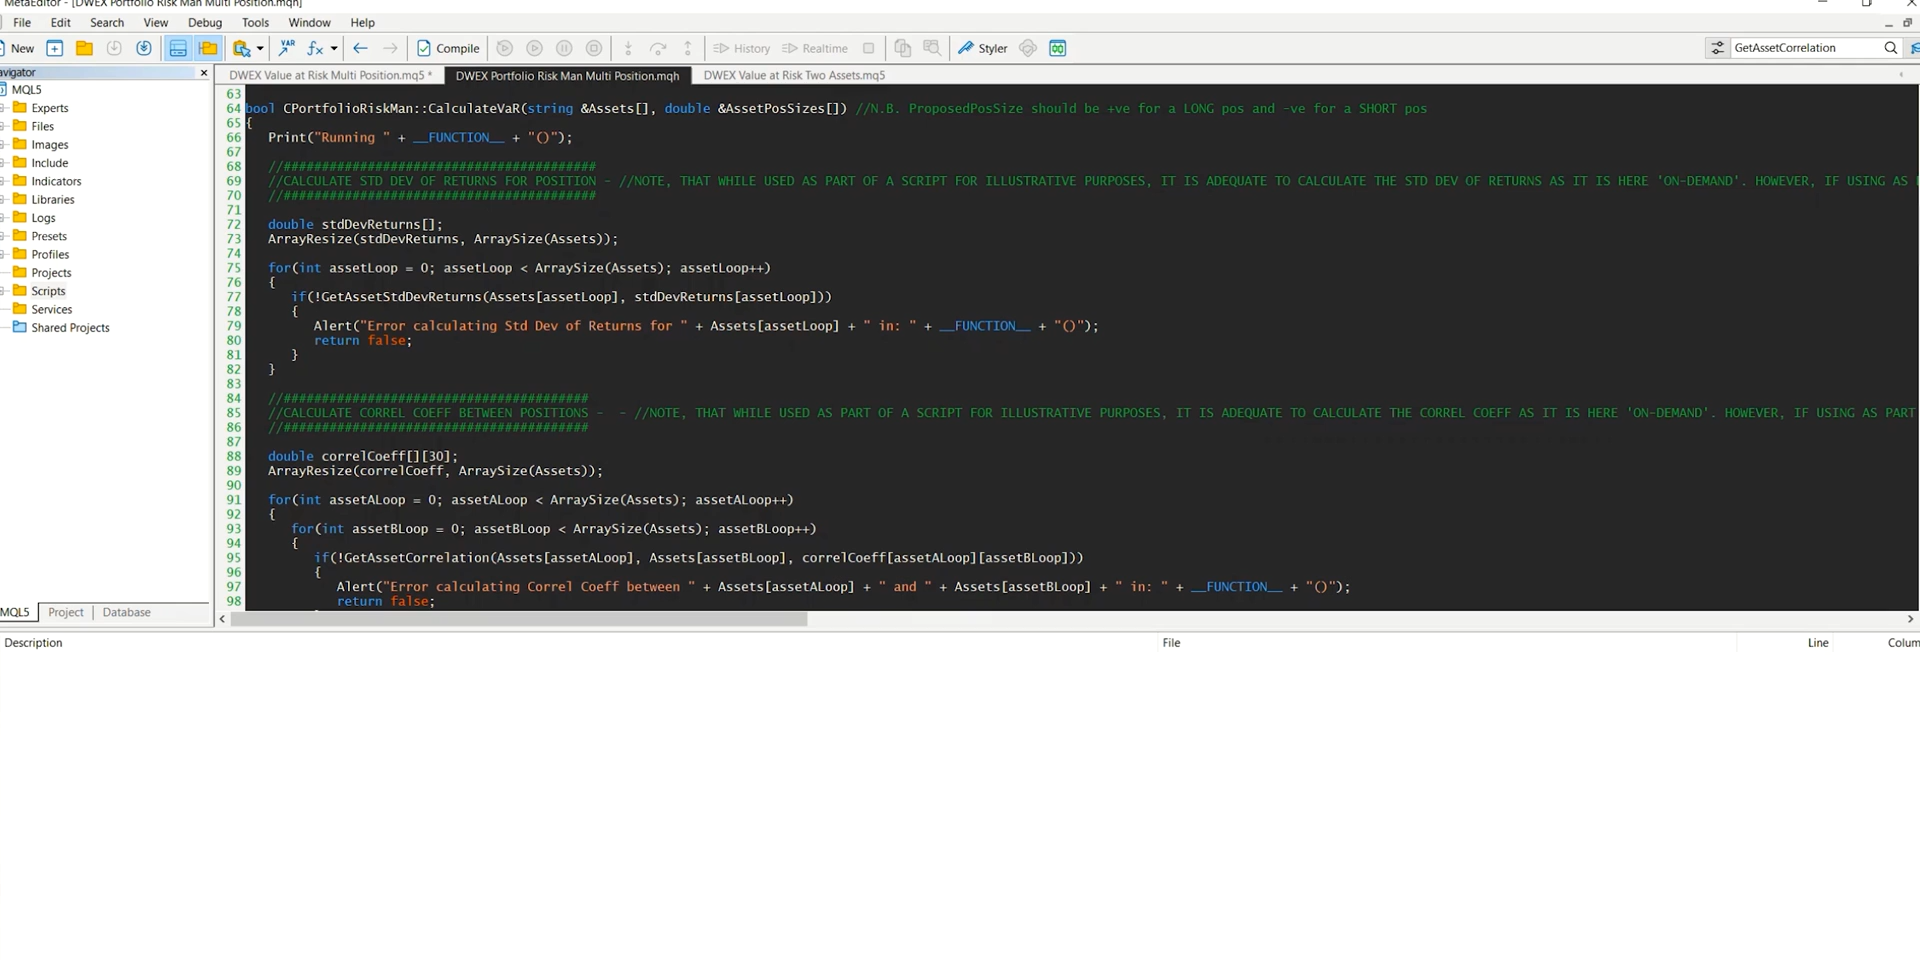 MetaEditor - [DWEX Portfolio Risk Man Multi Position.mqh]
File Edit Search View Debug Tools Window Help
New Compile History Realtime Styler GetAssetCorrelation
avigator
DWEX Value at Risk Multi Position.mq5 * DWEX Portfolio Risk Man Multi Position.mqh DWEX Value at Risk Two Assets.mq5
MQL5
Experts
Files
Images
Include
Indicators
Libraries
Logs
Presets
Profiles
Projects
Scripts
Services
Shared Projects
MQL5 Project Database
63
64 bool CPortfolioRiskMan::CalculateVaR(string &Assets[], double &AssetPosSizes[]) //N.B. ProposedPosSize should be +ve for a LONG pos and -ve for a SHORT pos
65 {
66 Print("Running " + __FUNCTION__ + "()");
67
68 //#########################################
69 //CALCULATE STD DEV OF RETURNS FOR POSITION - //NOTE, THAT WHILE USED AS PART OF A SCRIPT FOR ILLUSTRATIVE PURPOSES, IT IS ADEQUATE TO CALCULATE THE STD DEV OF RETURNS AS IT IS HERE 'ON-DEMAND'. HOWEVER, IF USING AS
70 //#########################################
71
72 double stdDevReturns[];
73 ArrayResize(stdDevReturns, ArraySize(Assets));
74
75 for(int assetLoop = 0; assetLoop < ArraySize(Assets); assetLoop++)
76 {
77 if(!GetAssetStdDevReturns(Assets[assetLoop], stdDevReturns[assetLoop]))
78 {
79 Alert("Error calculating Std Dev of Returns for " + Assets[assetLoop] + " in: " + __FUNCTION__ + "()");
80 return false;
81 }
82 }
83
84 //########################################
85 //CALCULATE CORREL COEFF BETWEEN POSITIONS - - //NOTE, THAT WHILE USED AS PART OF A SCRIPT FOR ILLUSTRATIVE PURPOSES, IT IS ADEQUATE TO CALCULATE THE CORREL COEFF AS IT IS HERE 'ON-DEMAND'. HOWEVER, IF USING AS PART
86 //########################################
87
88 double correlCoeff[][30];
89 ArrayResize(correlCoeff, ArraySize(Assets));
90
91 for(int assetALoop = 0; assetALoop < ArraySize(Assets); assetALoop++)
92 {
93 for(int assetBLoop = 0; assetBLoop < ArraySize(Assets); assetBLoop++)
94 {
95 if(!GetAssetCorrelation(Assets[assetALoop], Assets[assetBLoop], correlCoeff[assetALoop][assetBLoop]))
96 {
97 Alert("Error calculating Correl Coeff between " + Assets[assetALoop] + " and " + Assets[assetBLoop] + " in: " + __FUNCTION__ + "()");
98 return false;
Description File Line Colum